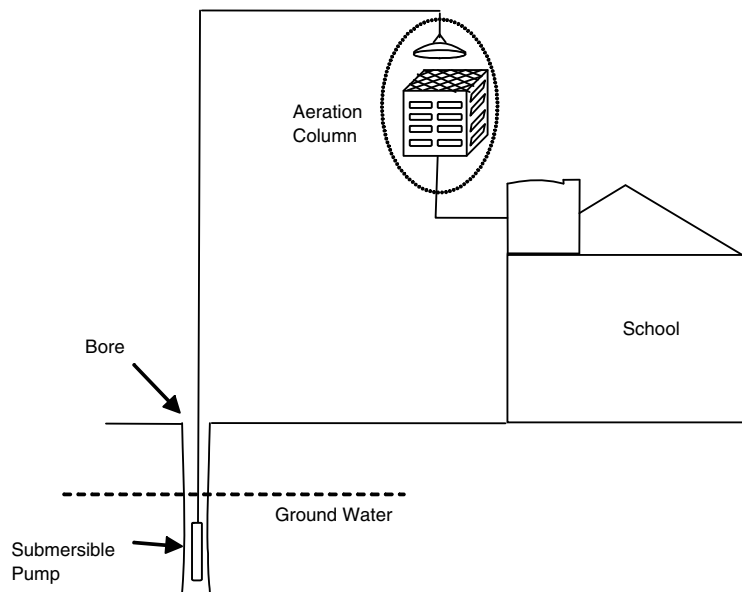 Aeration
Column
School
Bore
Ground Water
Submersible
Pump